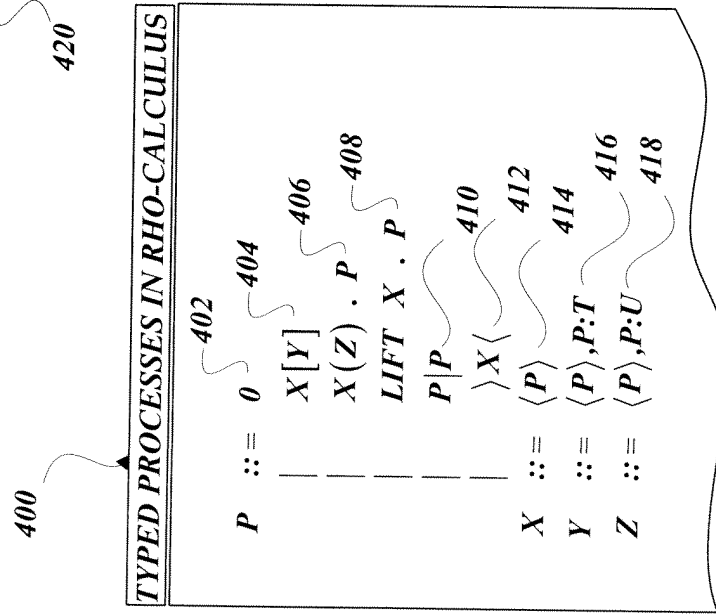 400
420
TYPED PROCESSES IN RHO-CALCULUS
P ::= 0 402
| X[Y] 404
| X(Z) . P 406
| LIFT X . P 408
| P|P 410
| 〉X〈 412
X ::= 〈P〉 414
Y ::= 〈P〉,P:T 416
Z ::= 〈P〉,P:U 418